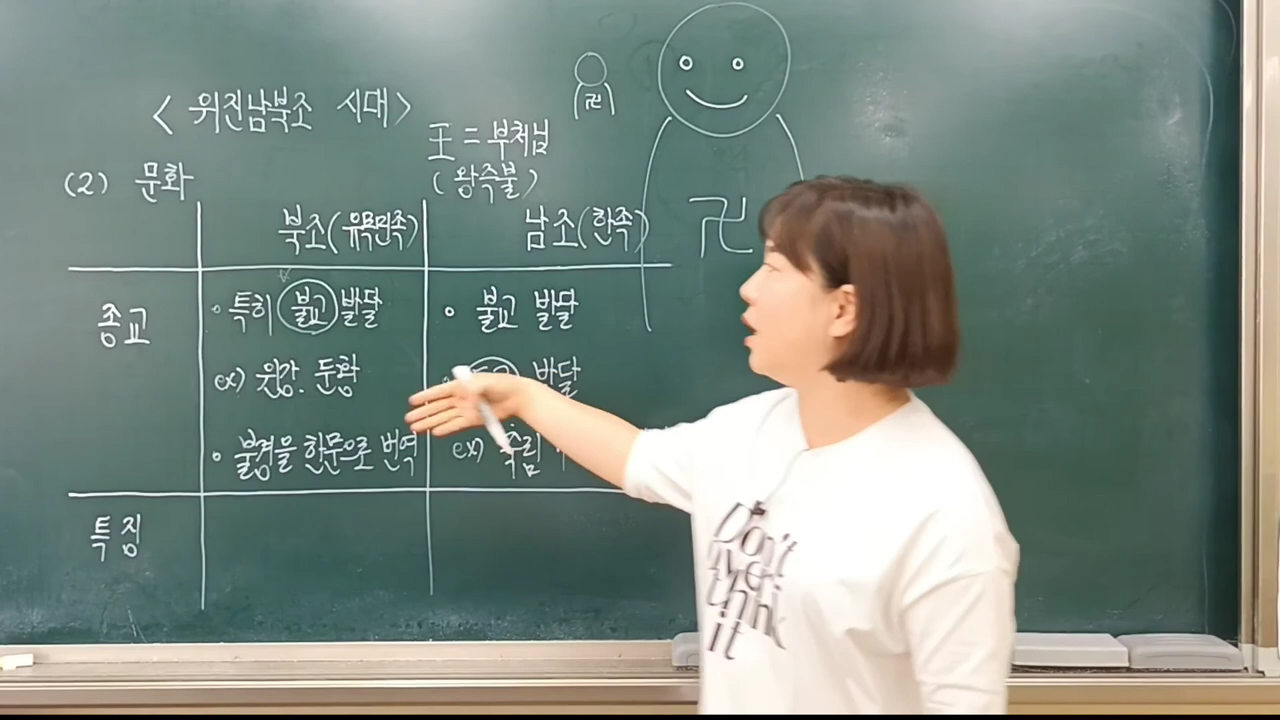 < 위진남북조 시대>
王 = 부처님
(왕즉불)
(2) 문화
卍
卍
북조(유목민족)
남조(한족)
종교
• 특히 불교 발달
ex) 윈강. 둔황
• 불경을 한문으로 번역
• 불교 발달
발달
ex)
특징
Don't
over
think
it